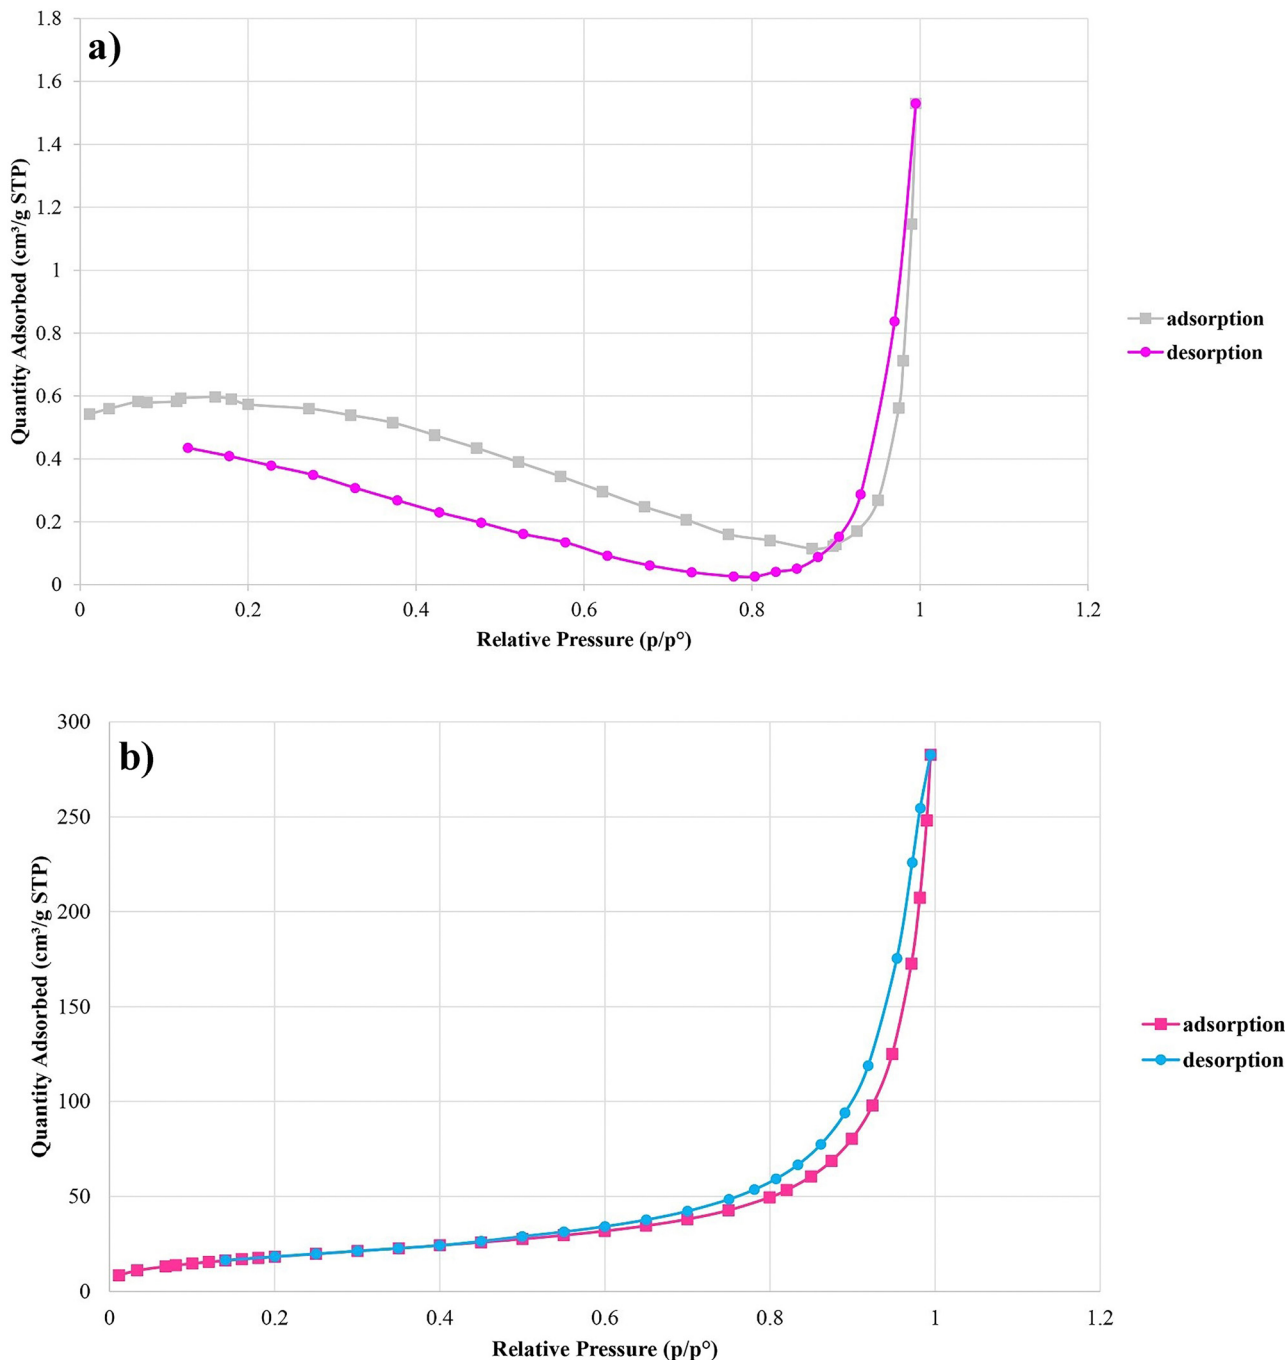 a)
Quantity Adsorbed (cm³/g STP)
1.8
1.6
1.4
1.2
1
0.8
0.6
0.4
0.2
0
0 0.2 0.4 0.6 0.8 1 1.2
Relative Pressure (p/p°)
adsorption
desorption
b)
Quantity Adsorbed (cm³/g STP)
300
250
200
150
100
50
0
0 0.2 0.4 0.6 0.8 1 1.2
Relative Pressure (p/p°)
adsorption
desorption